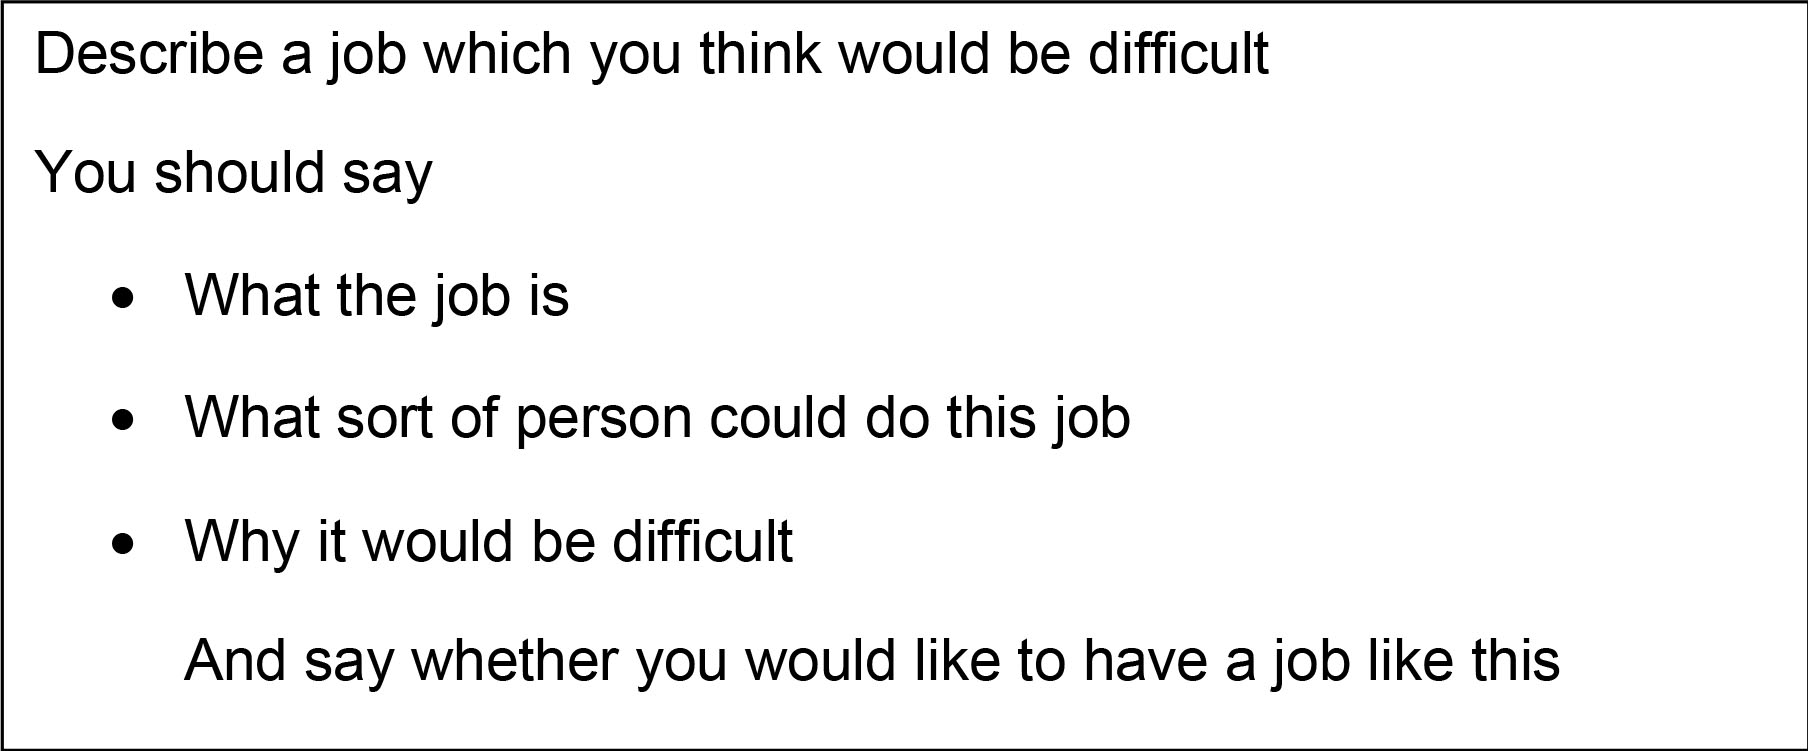 Describe a job which you think would be difficult
You should say
• What the job is
• What sort of person could do this job
• Why it would be difficult
And say whether you would like to have a job like this